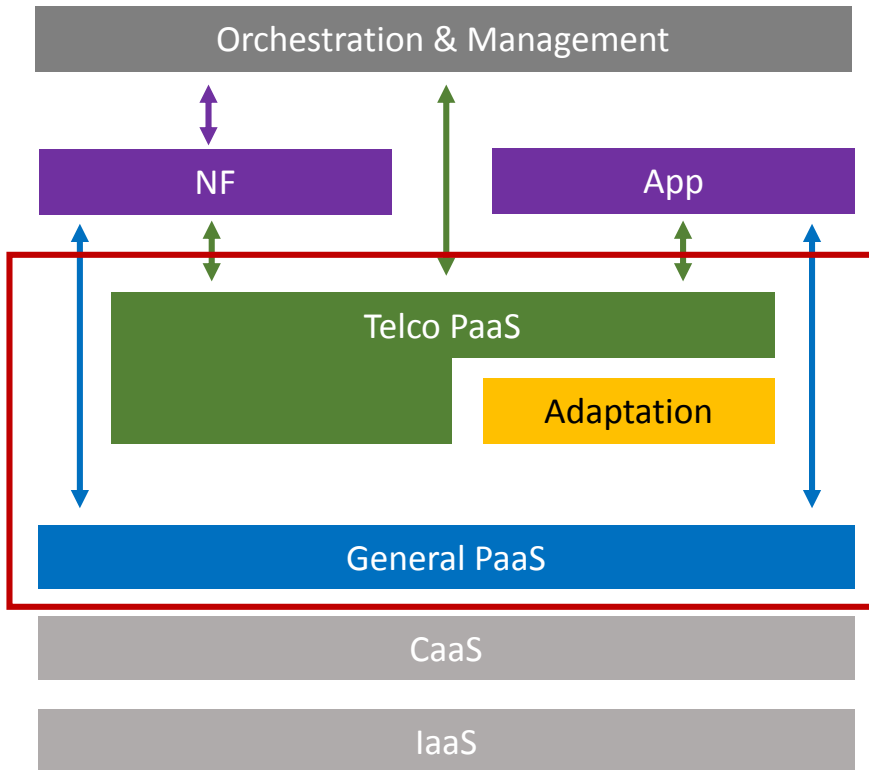 Orchestration & Management
NF
App
Telco PaaS
Adaptation
General PaaS
CaaS
IaaS